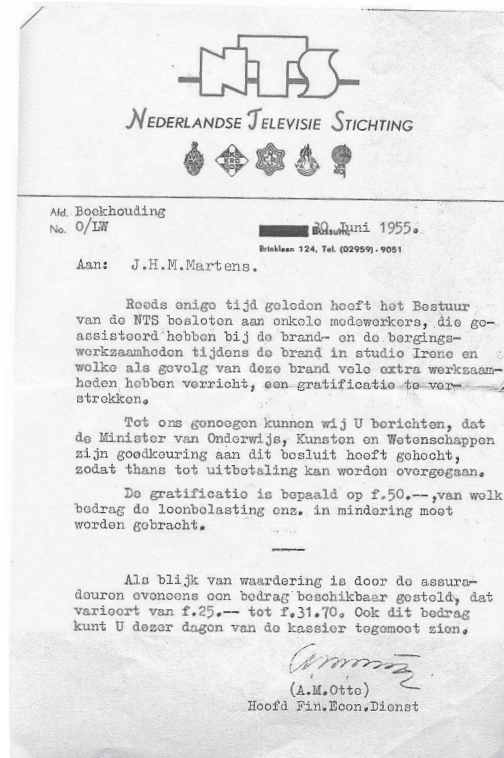 NTS
NEDERLANDSE TELEVISIE STICHTING
Afd. Boekhouding
No. O/LW
Bussum, 20 Juni 1955.
Brinklaan 124, Tel. (02959) - 9051
Aan: J.H.M.Martens.
Reeds enige tijd geleden heeft het Bestuur
van de NTS besloten aan enkele medewerkers, die ge-
assisteerd hebben bij de brand- en de bergings-
werkzaamheden tijdens de brand in studio Irene en
welke als gevolg van deze brand vele extra werkzaam-
heden hebben verricht, een gratificatie te ver-
strekken.
Tot ons genoegen kunnen wij U berichten, dat
de Minister van Onderwijs, Kunsten en Wetenschappen
zijn goedkeuring aan dit besluit heeft gehecht,
zodat thans tot uitbetaling kan worden overgegaan.
De gratificatie is bepaald op f.50.--,van welk
bedrag de loonbelasting enz. in mindering moet
worden gebracht.
Als blijk van waardering is door de assura-
deuren eveneens een bedrag beschikbaar gesteld, dat
varieert van f.25.-- tot f.31.70. Ook dit bedrag
kunt U dezer dagen van de kassier tegemoet zien.
(A.M.Otto)
Hoofd Fin.Econ.Dienst